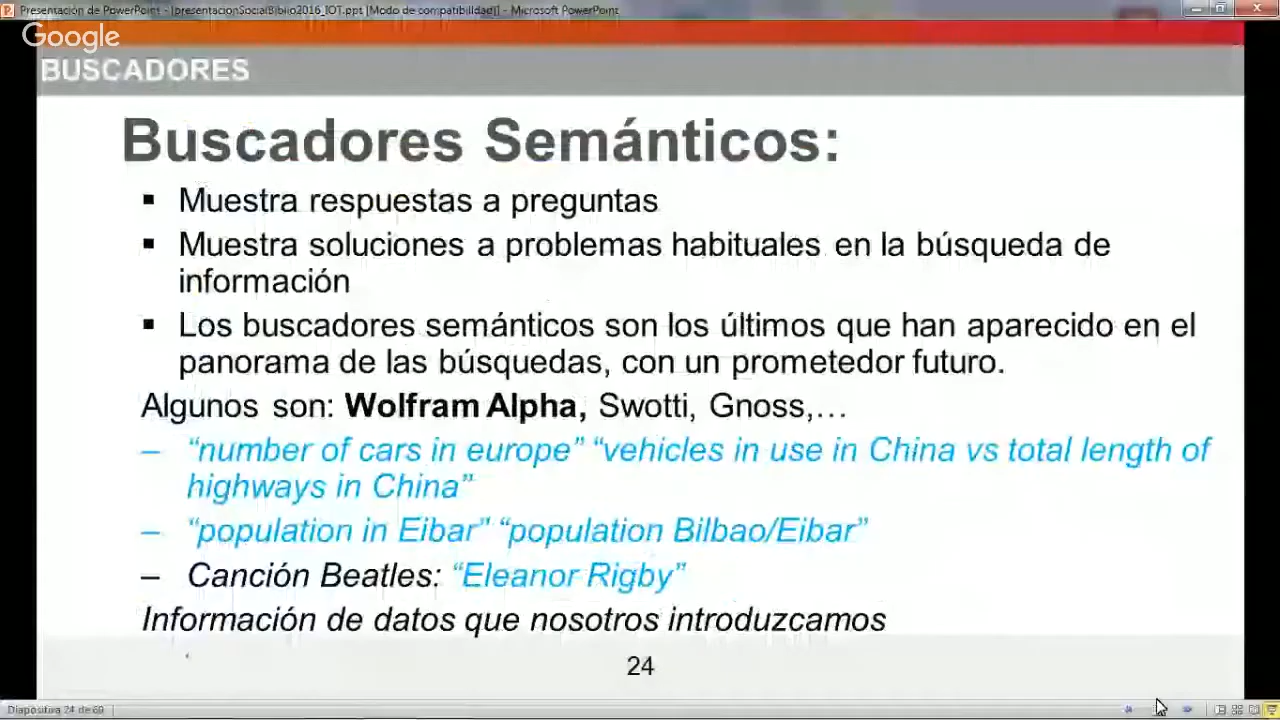 Presentación de PowerPoint - [presentacionSocialBiblio2016_IOT.ppt [Modo de compatibilidad]] - Microsoft PowerPoint
Google
BUSCADORES
Buscadores Semánticos:
▪ Muestra respuestas a preguntas
▪ Muestra soluciones a problemas habituales en la búsqueda de
información
▪ Los buscadores semánticos son los últimos que han aparecido en el
panorama de las búsquedas, con un prometedor futuro.
Algunos son: Wolfram Alpha, Swotti, Gnoss,…
– “number of cars in europe” “vehicles in use in China vs total length of
highways in China”
– “population in Eibar” “population Bilbao/Eibar”
– Canción Beatles: “Eleanor Rigby”
Información de datos que nosotros introduzcamos
24
Diapositiva 24 de 69